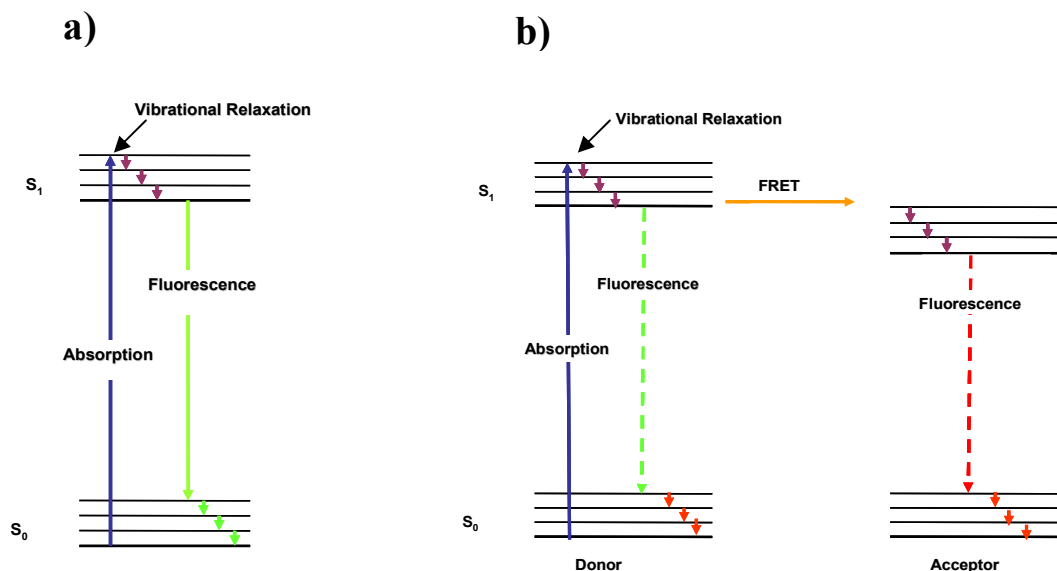 a)
Vibrational Relaxation
S₁
Fluorescence
Absorption
S₀
b)
Vibrational Relaxation
S₁
FRET
Fluorescence
Fluorescence
Absorption
S₀
Donor
Acceptor